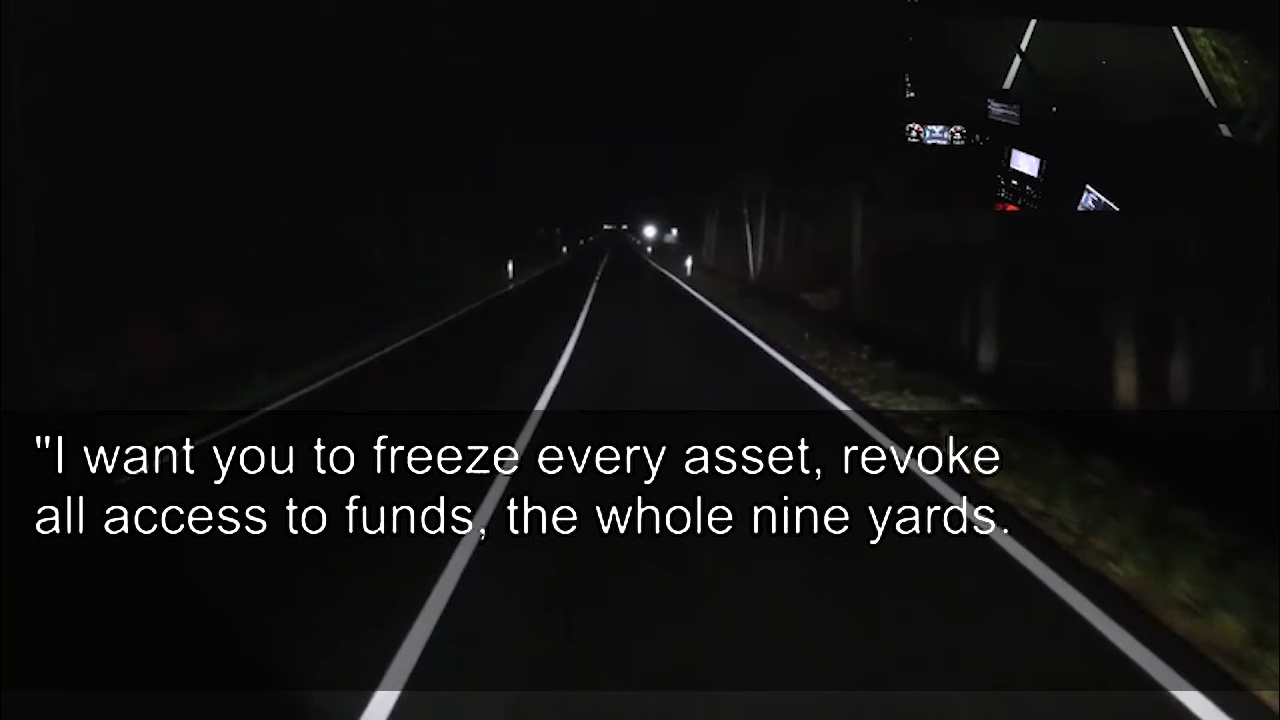 "I want you to freeze every asset, revoke
all access to funds, the whole nine yards.